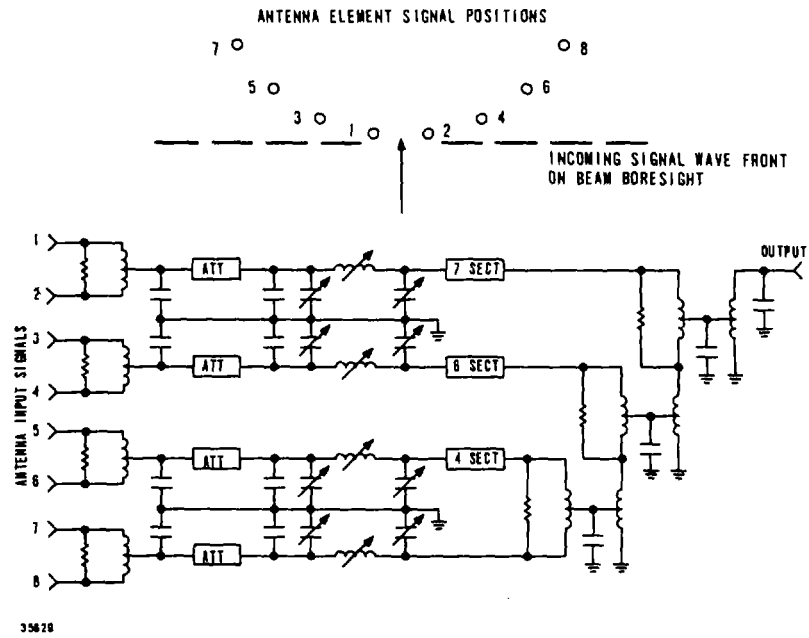 ANTENNA ELEMENT SIGNAL POSITIONS
7
8
5
6
3
4
1
2
INCOMING SIGNAL WAVE FRONT
ON BEAM BORESIGHT
1
ATT
7 SECT
OUTPUT
2
3
ATT
6 SECT
4
ANTENNA INPUT SIGNALS
5
ATT
4 SECT
6
7
ATT
8
35628